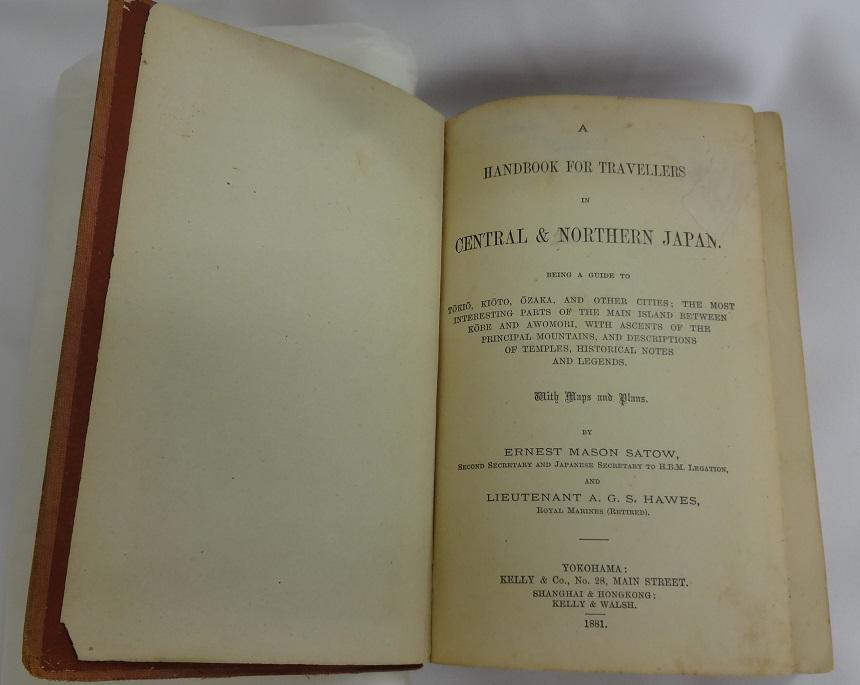 A
HANDBOOK FOR TRAVELLERS
IN
CENTRAL & NORTHERN JAPAN.
BEING A GUIDE TO
TŌKIŌ, KIŌTO, ŌZAKA, AND OTHER CITIES; THE MOST
INTERESTING PARTS OF THE MAIN ISLAND BETWEEN
KŌBE AND AWOMORI, WITH ASCENTS OF THE
PRINCIPAL MOUNTAINS, AND DESCRIPTIONS
OF TEMPLES, HISTORICAL NOTES
AND LEGENDS.
With Maps and Plans.
BY
ERNEST MASON SATOW,
SECOND SECRETARY AND JAPANESE SECRETARY TO H.B.M. LEGATION,
AND
LIEUTENANT A. G. S. HAWES,
ROYAL MARINES (RETIRED).
YOKOHAMA:
KELLY & Co., No. 28, MAIN STREET.
SHANGHAI & HONGKONG:
KELLY & WALSH.
1881.